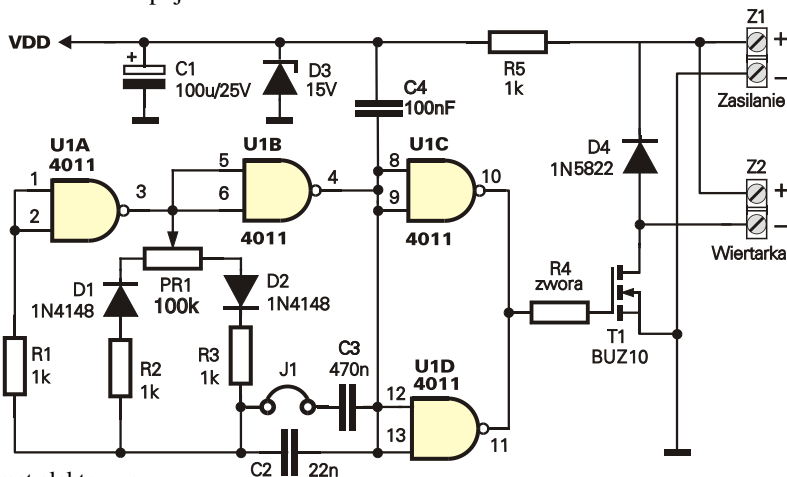 Z1
VDD
+
+
C1
100u/25V
D3
15V
C4
100nF
R5
1k
−
Zasilanie
U1A
4011
U1B
U1C
D4
1N5822
Z2
1
2
3
5
6
4
8
9
10
+
−
4011
4011
Wiertarka
D1
1N4148
PR1
100k
D2
1N4148
R4
zwora
T1
BUZ10
R1
1k
R2
1k
R3
1k
J1
C3
470n
U1D
4011
12
13
11
C2
22n